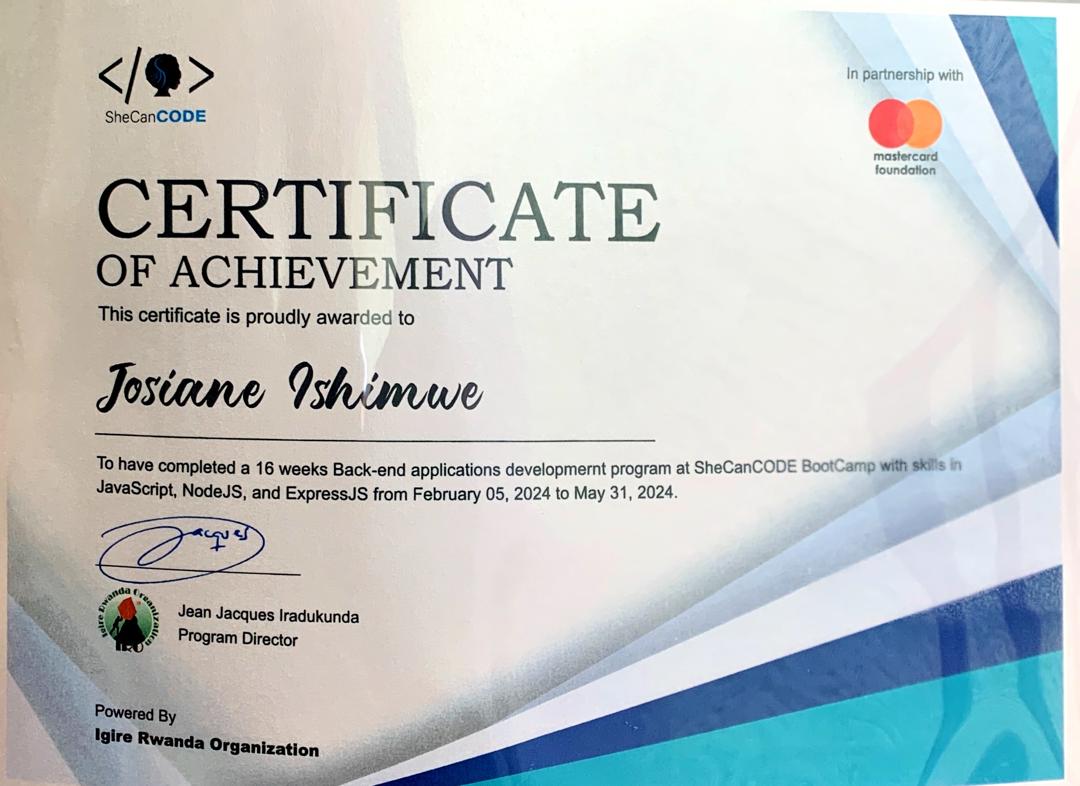 SheCanCODE
In partnership with
mastercard
foundation
CERTIFICATE
OF ACHIEVEMENT
This certificate is proudly awarded to
Josiane Ishimwe
To have completed a 16 weeks Back-end applications developmernt program at SheCanCODE BootCamp with skills in
JavaScript, NodeJS, and ExpressJS from February 05, 2024 to May 31, 2024.
Jacques
Igire Rwanda Organization
IRO
Jean Jacques Iradukunda
Program Director
Powered By
Igire Rwanda Organization